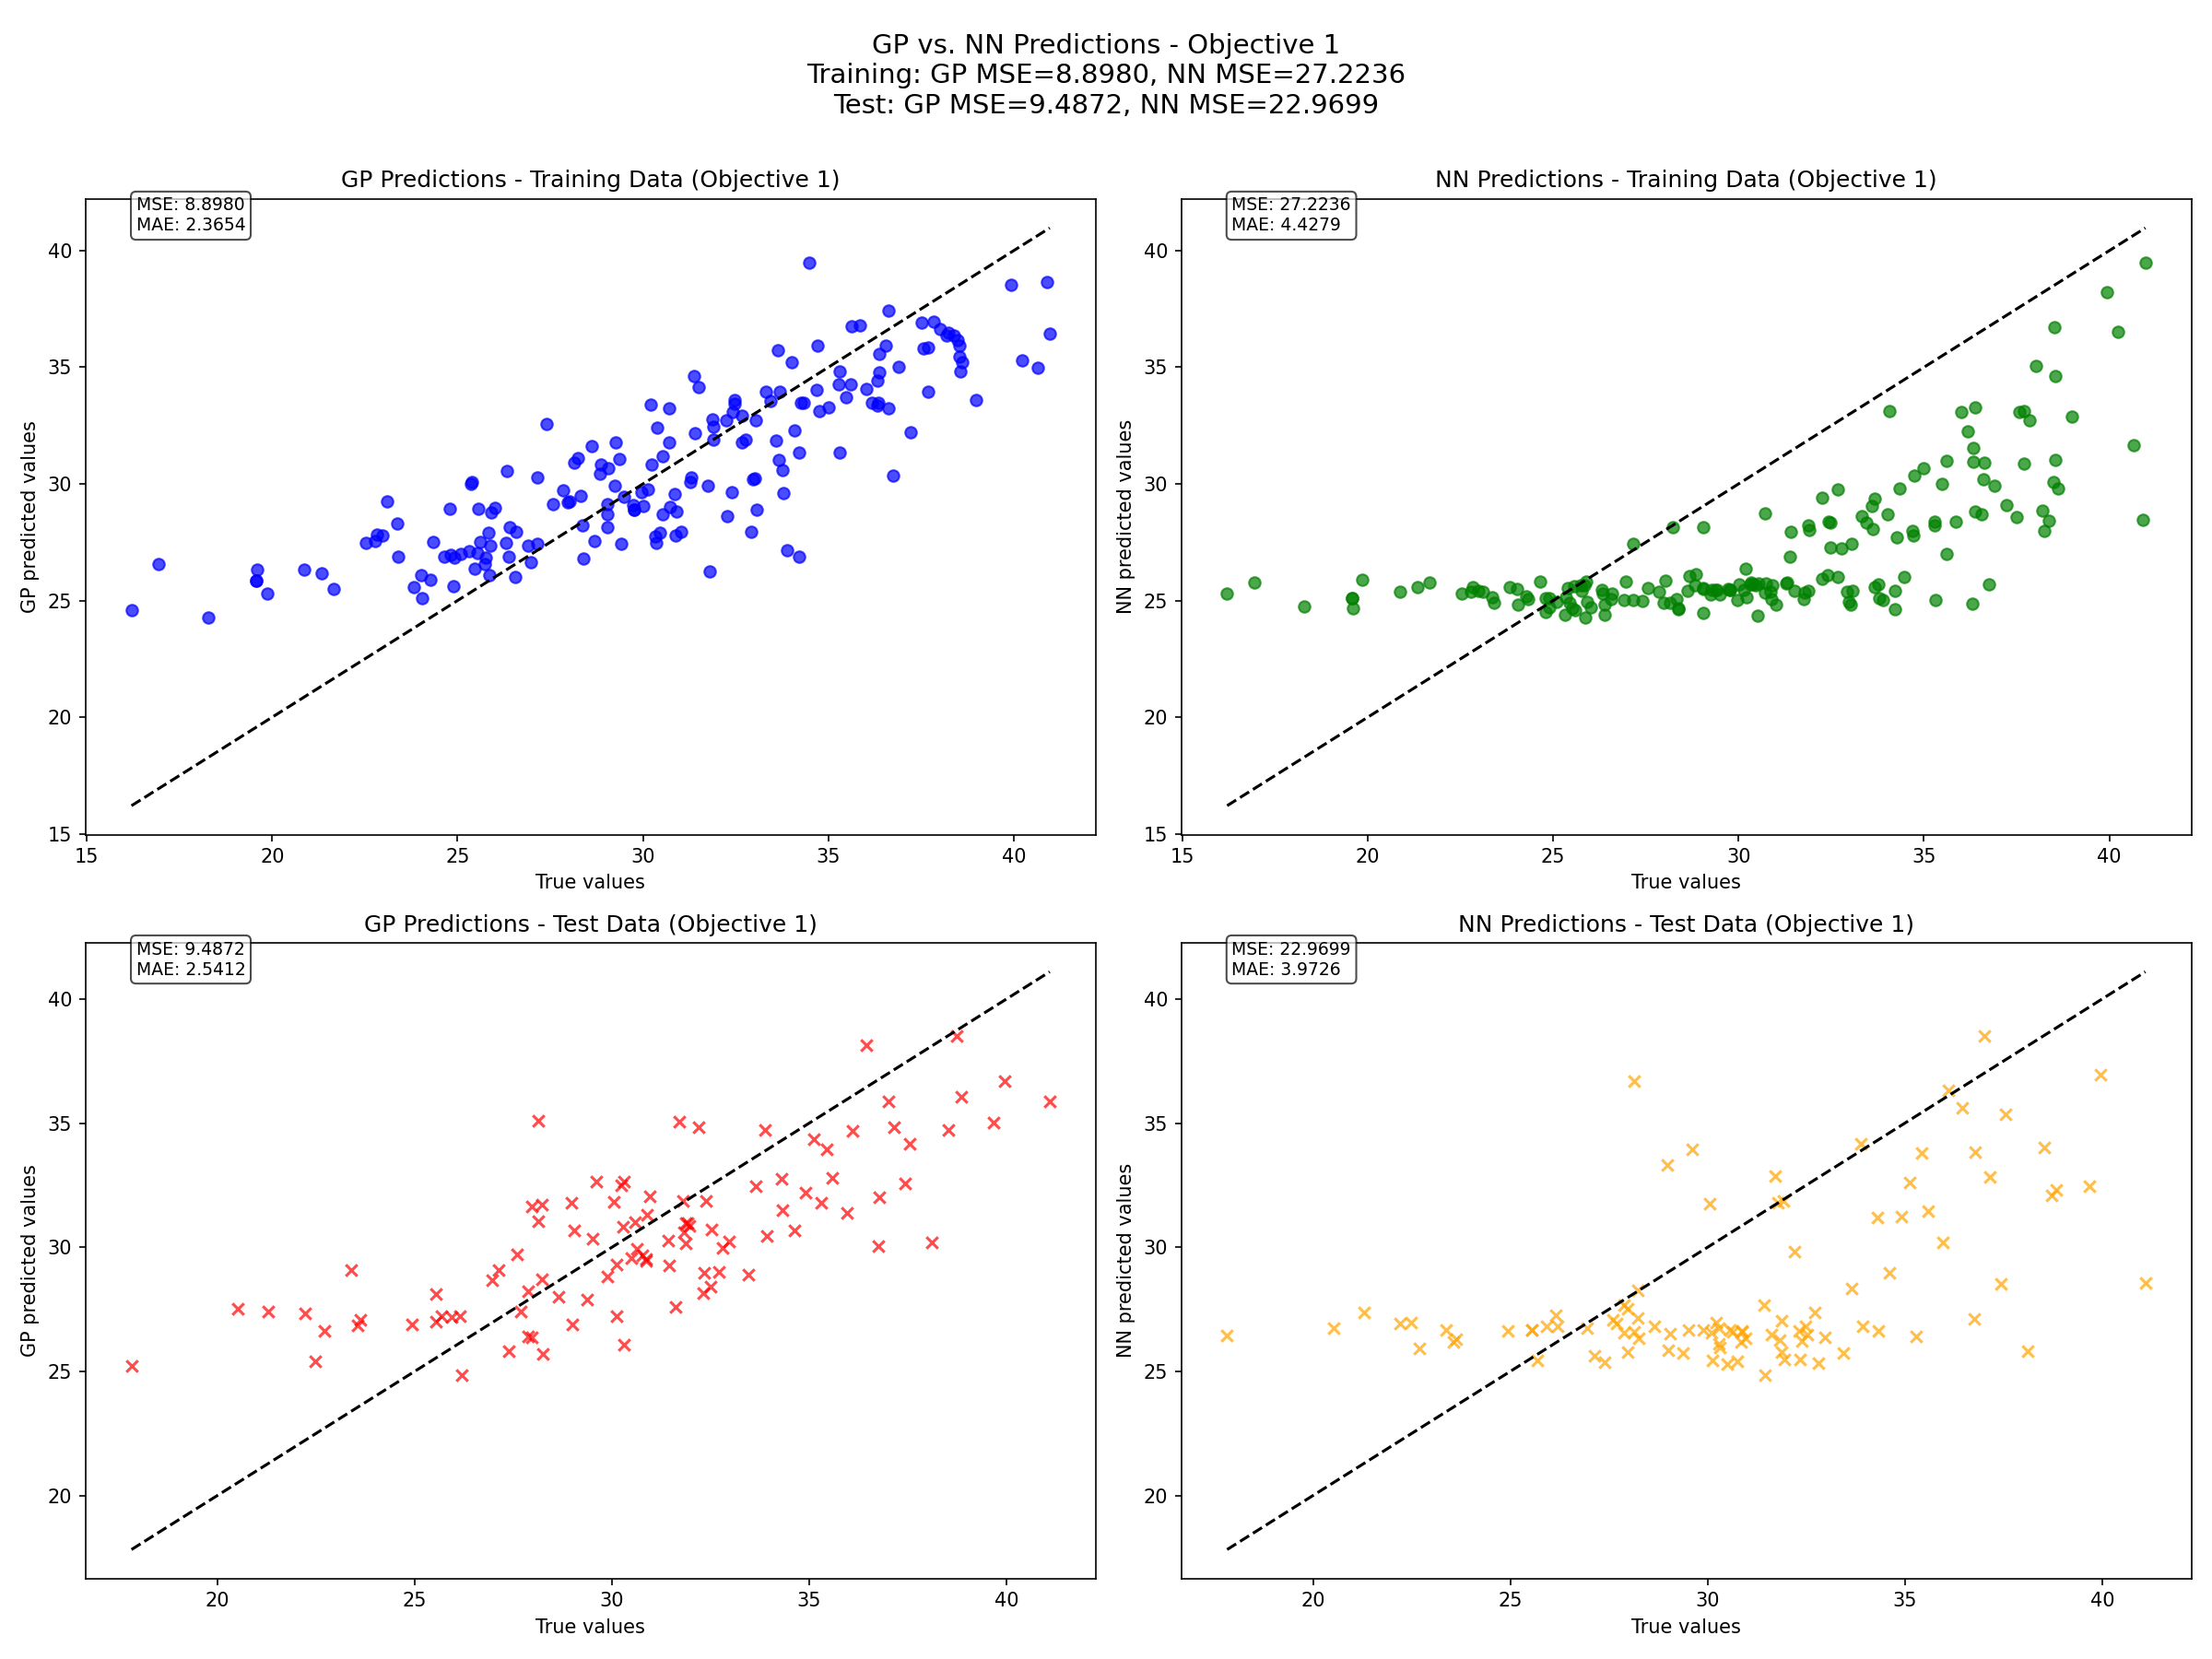 GP vs. NN Predictions - Objective 1
Training: GP MSE=8.8980, NN MSE=27.2236
Test: GP MSE=9.4872, NN MSE=22.9699
GP Predictions - Training Data (Objective 1)
MSE: 8.8980
MAE: 2.3654
40
35
30
25
20
15
GP predicted values
15
20
25
30
35
40
True values
NN Predictions - Training Data (Objective 1)
MSE: 27.2236
MAE: 4.4279
40
35
30
25
20
15
NN predicted values
15
20
25
30
35
40
True values
GP Predictions - Test Data (Objective 1)
MSE: 9.4872
MAE: 2.5412
40
35
30
25
20
GP predicted values
20
25
30
35
40
True values
NN Predictions - Test Data (Objective 1)
MSE: 22.9699
MAE: 3.9726
40
35
30
25
20
NN predicted values
20
25
30
35
40
True values